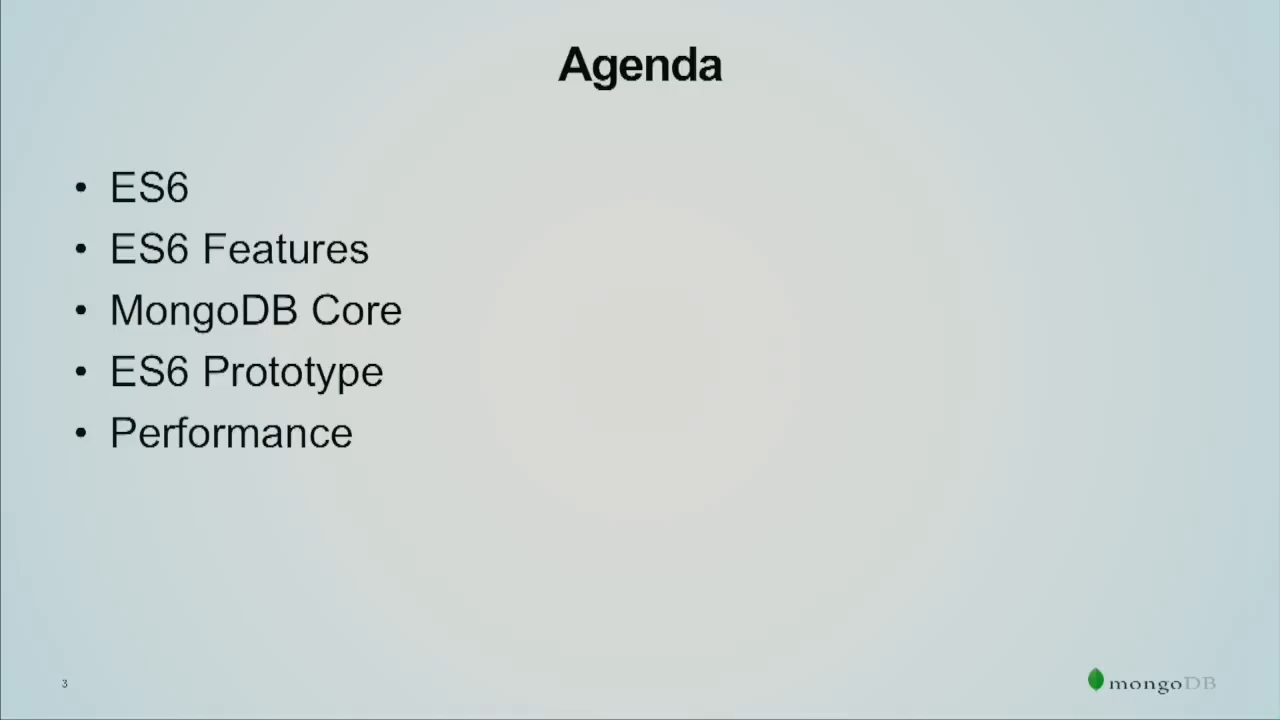 Agenda
• ES6
• ES6 Features
• MongoDB Core
• ES6 Prototype
• Performance
3
mongoDB